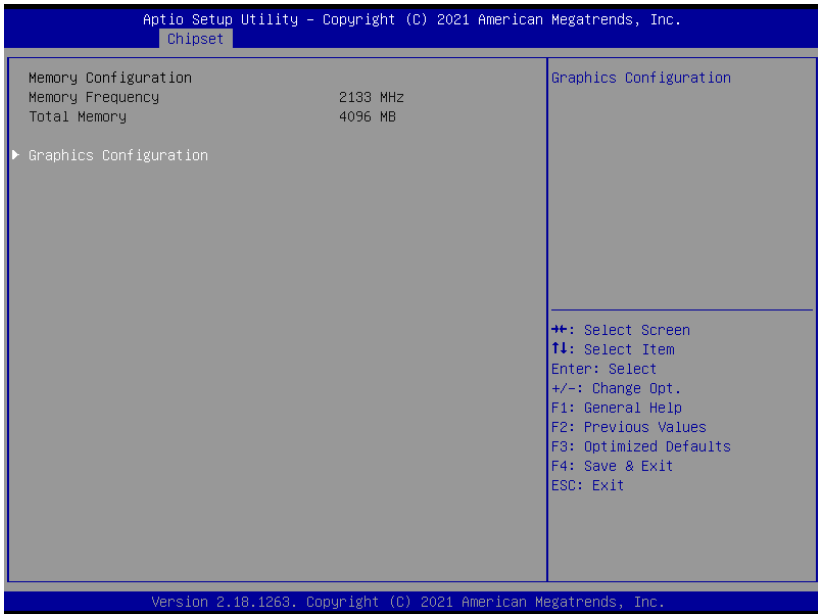 Aptio Setup Utility – Copyright (C) 2021 American Megatrends, Inc.
Chipset
Memory Configuration
Memory Frequency 2133 MHz
Total Memory 4096 MB
▶ Graphics Configuration
Graphics Configuration
→←: Select Screen
↑↓: Select Item
Enter: Select
+/-: Change Opt.
F1: General Help
F2: Previous Values
F3: Optimized Defaults
F4: Save & Exit
ESC: Exit
Version 2.18.1263. Copyright (C) 2021 American Megatrends, Inc.